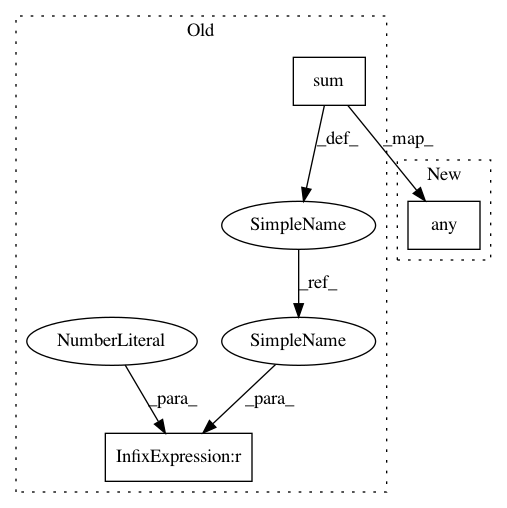 Old
sum
_def_
_map_
New
SimpleName
any
_ref_
NumberLiteral
SimpleName
_para_
_para_
InfixExpression:r